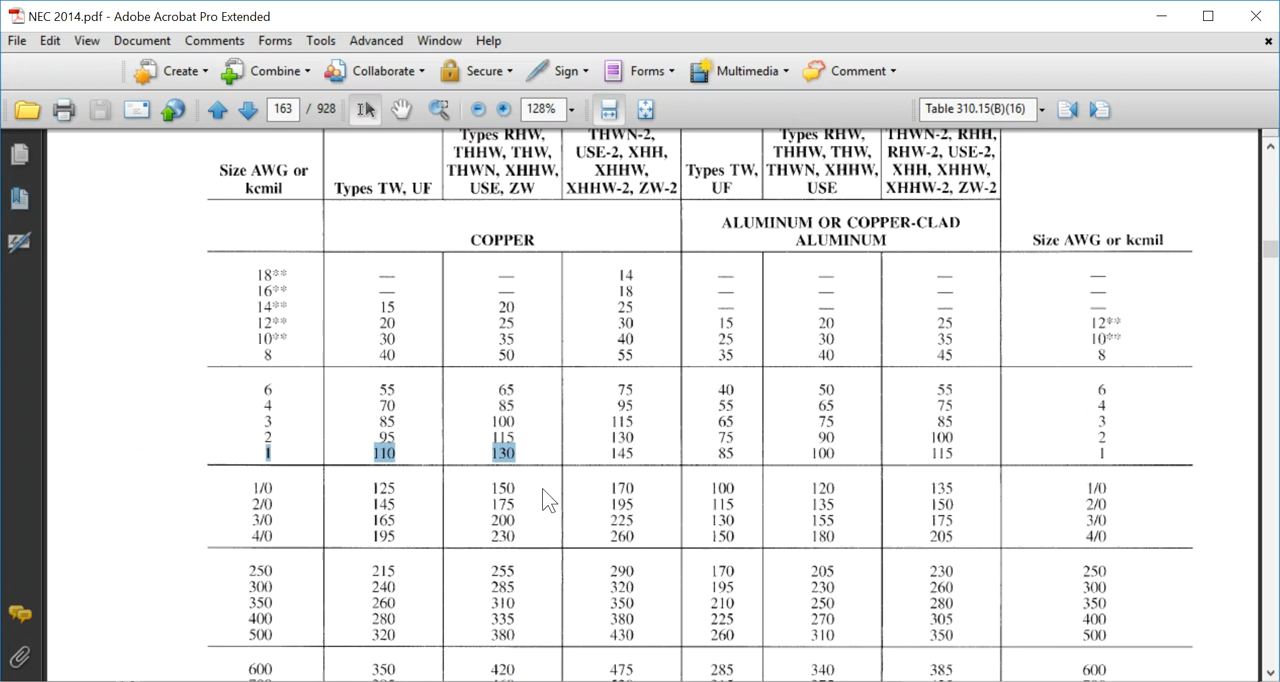 NEC 2014.pdf - Adobe Acrobat Pro Extended
File Edit View Document Comments Forms Tools Advanced Window Help
Create Combine Collaborate Secure Sign Forms Multimedia Comment
163 / 928 128% Table 310.15(B)(16)
Types RHW, THWN-2, Types RHW, THWN-2, RHH,
THHW, THW, USE-2, XHH, THHW, THW, RHW-2, USE-2,
Size AWG or THWN, XHHW, XHHW, Types TW, THWN, XHHW, XHH, XHHW,
kcmil Types TW, UF USE, ZW XHHW-2, ZW-2 UF USE XHHW-2, ZW-2
ALUMINUM OR COPPER-CLAD
COPPER ALUMINUM Size AWG or kcmil
18** — — 14 — — — —
16** — — 18 — — — —
14** 15 20 25 — — — —
12** 20 25 30 15 20 25 12**
10** 30 35 40 25 30 35 10**
8 40 50 55 35 40 45 8
6 55 65 75 40 50 55 6
4 70 85 95 55 65 75 4
3 85 100 115 65 75 85 3
2 95 115 130 75 90 100 2
1 110 130 145 85 100 115 1
1/0 125 150 170 100 120 135 1/0
2/0 145 175 195 115 135 150 2/0
3/0 165 200 225 130 155 175 3/0
4/0 195 230 260 150 180 205 4/0
250 215 255 290 170 205 230 250
300 240 285 320 195 230 260 300
350 260 310 350 210 250 280 350
400 280 335 380 225 270 305 400
500 320 380 430 260 310 350 500
600 350 420 475 285 340 385 600